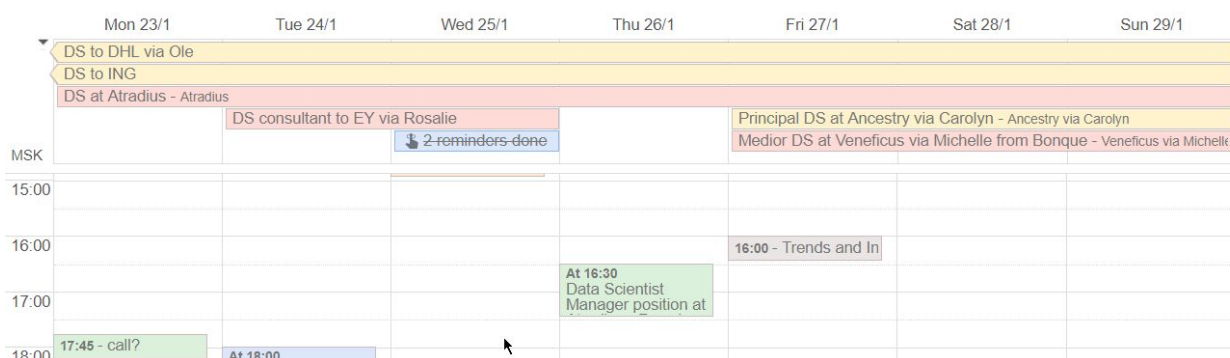 Mon 23/1 Tue 24/1 Wed 25/1 Thu 26/1 Fri 27/1 Sat 28/1 Sun 29/1
DS to DHL via Ole
DS to ING
DS at Atradius - Atradius
DS consultant to EY via Rosalie Principal DS at Ancestry via Carolyn - Ancestry via Carolyn
2 reminders done Medior DS at Veneficus via Michelle from Bonque - Veneficus via Michelle
MSK
15:00
16:00 16:00 - Trends and In
At 16:30
Data Scientist
17:00 Manager position at
17:45 - call?
18:00 At 18:00